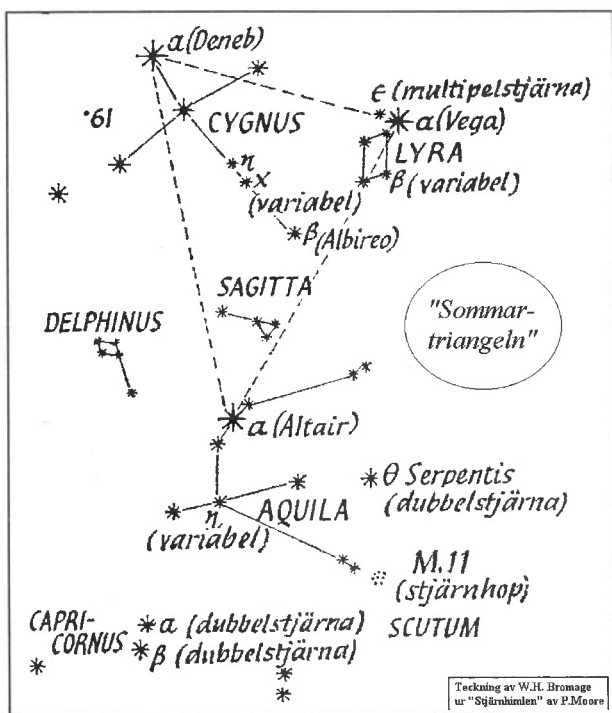 α (Deneb)
ϵ (multipelstjärna)
α (Vega)
61.
CYGNUS
LYRA
η
χ
(variabel)
β (variabel)
β (Albireo)
SAGITTA
DELPHINUS
"Sommar-
triangeln"
α (Altair)
θ Serpentis
(dubbelstjärna)
AQUILA
η
(variabel)
M.11
(stjärnhop)
SCUTUM
CAPRI-
CORNUS
α (dubbelstjärna)
β (dubbelstjärna)
Teckning av W.H. Bromage
ur "Stjärnhimlen" av P.Moore